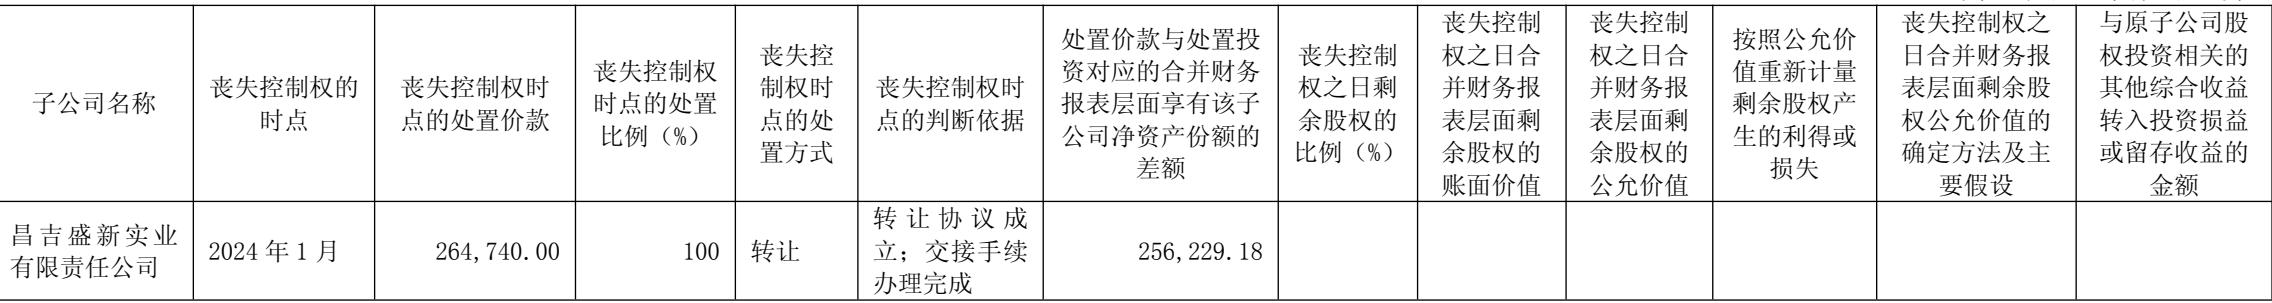 子公司名称
丧失控制权的
时点
丧失控制权时
点的处置价款
丧失控制权
时点的处置
比例（%）
丧失控
制权时
点的处
置方式
丧失控制权时
点的判断依据
处置价款与处置投
资对应的合并财务
报表层面享有该子
公司净资产份额的
差额
丧失控制
权之日剩
余股权的
比例（%）
丧失控制
权之日合
并财务报
表层面剩
余股权的
账面价值
丧失控制
权之日合
并财务报
表层面剩
余股权的
公允价值
按照公允价
值重新计量
剩余股权产
生的利得或
损失
丧失控制权之
日合并财务报
表层面剩余股
权公允价值的
确定方法及主
要假设
与原子公司股
权投资相关的
其他综合收益
转入投资损益
或留存收益的
金额
昌吉盛新实业
有限责任公司
2024 年 1 月
264,740.00
100
转让
转让协议成
立；交接手续
办理完成
256,229.18